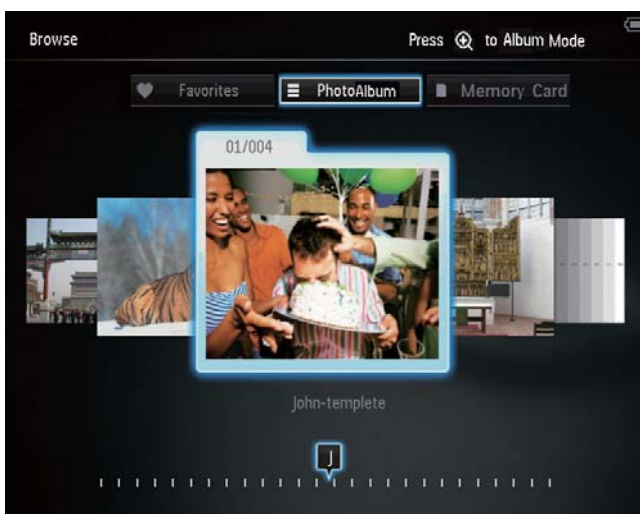 Browse
Press to Album Mode
Favorites
PhotoAlbum
Memory Card
01/004
John-templete
J